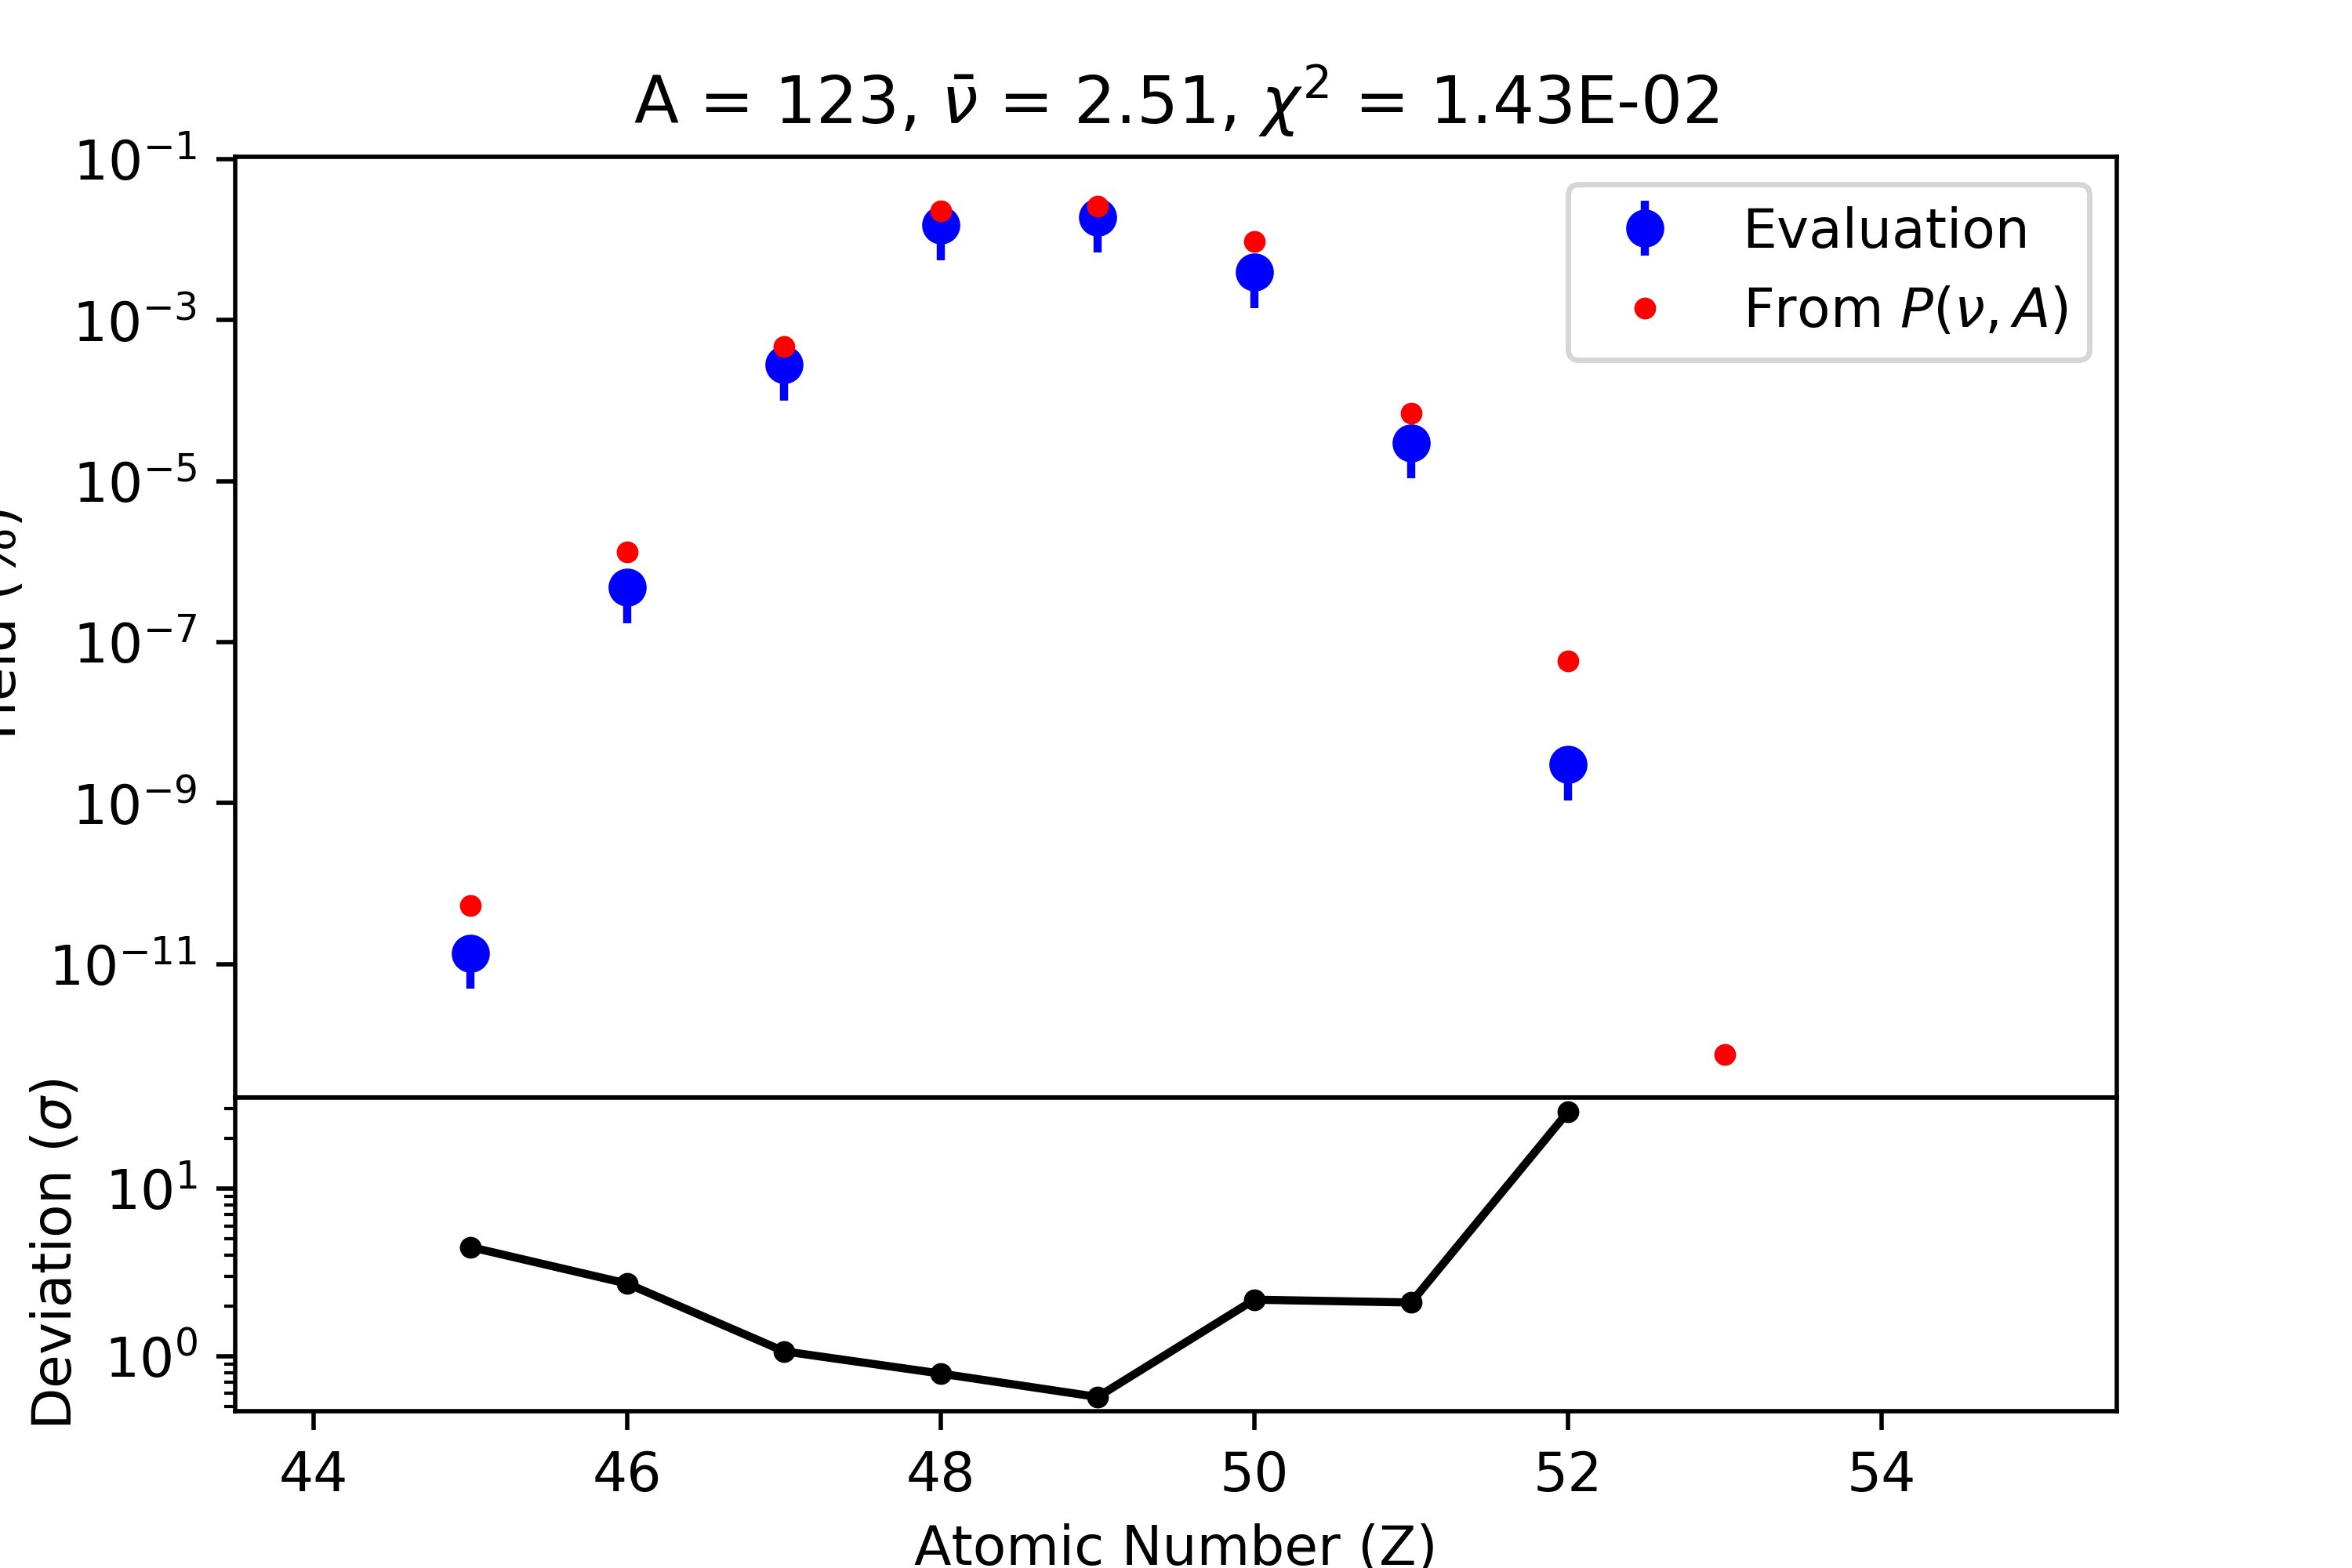 A = 123, ν̄ = 2.51, χ² = 1.43E-02
10⁻¹
10⁻³
10⁻⁵
10⁻⁷
10⁻⁹
10⁻¹¹
Evaluation
From P(ν, A)
(%)
Deviation (σ)
10¹
10⁰
44 46 48 50 52 54
Atomic Number (Z)